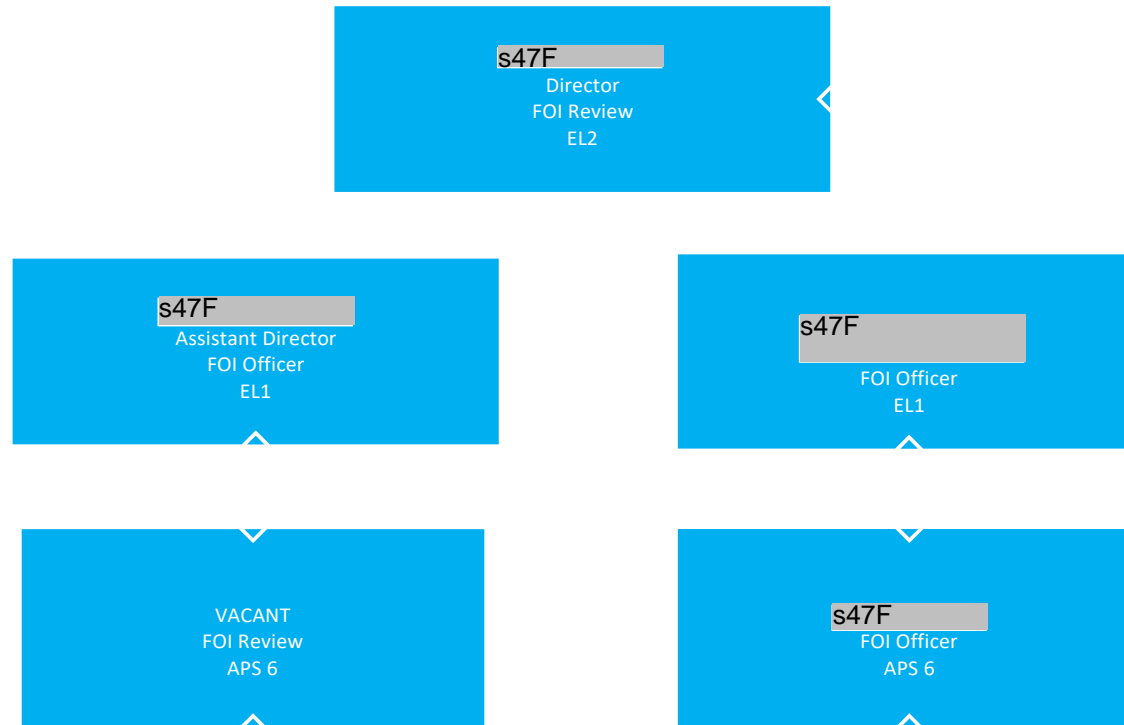 s47F
Director
FOI Review
EL2
s47F
Assistant Director
FOI Officer
EL1
s47F
FOI Officer
EL1
VACANT
FOI Review
APS 6
s47F
FOI Officer
APS 6